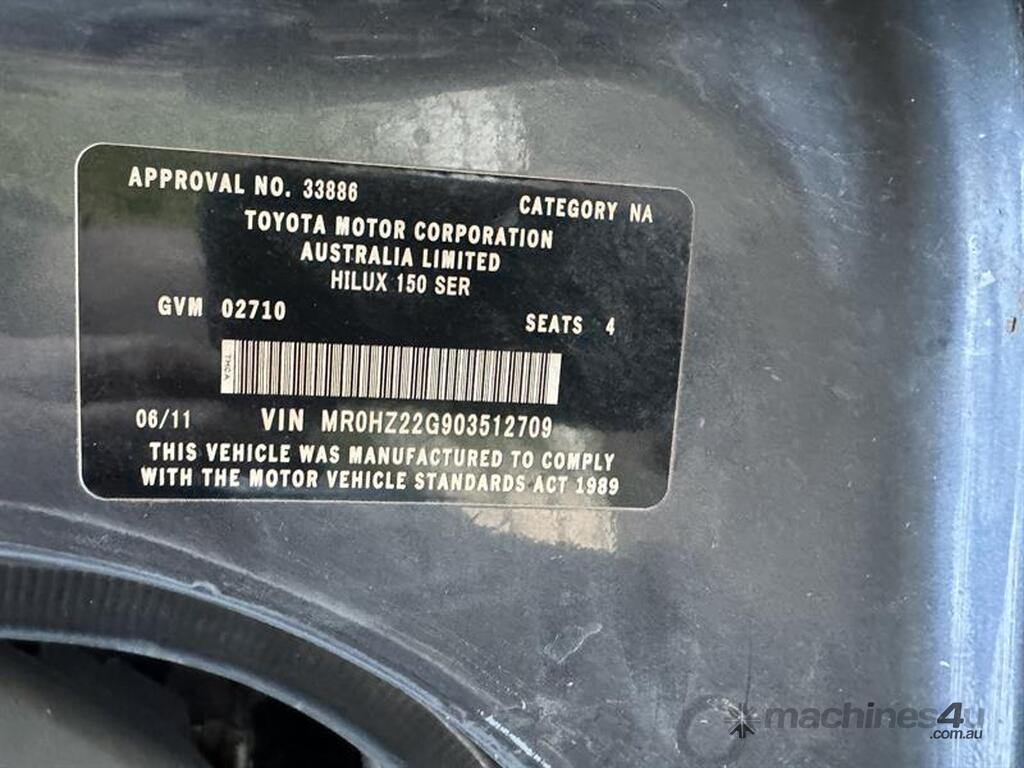 APPROVAL NO. 33886
CATEGORY NA
TOYOTA MOTOR CORPORATION
AUSTRALIA LIMITED
HILUX 150 SER
GVM 02710
SEATS 4
TMCA
06/11 VIN MR0HZ22G903512709
THIS VEHICLE WAS MANUFACTURED TO COMPLY
WITH THE MOTOR VEHICLE STANDARDS ACT 1989
machines4u
.com.au